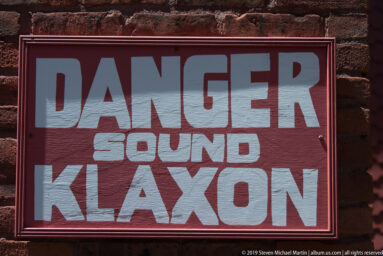 DANGER
SOUND
KLAXON
© 2019 Steven Michael Martin | album.us.com | all rights reserved